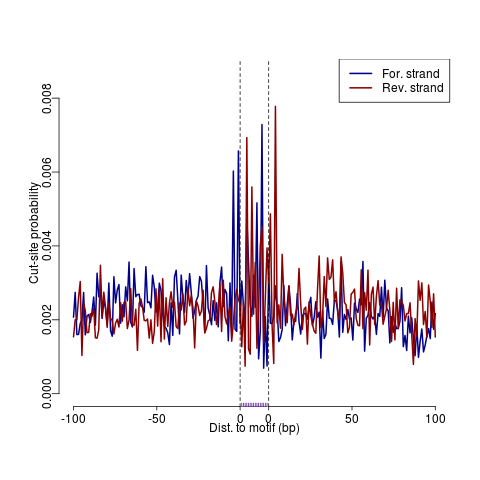 For. strand
Rev. strand
Cut-site probability
0.008
0.006
0.004
0.002
0.000
-100 -50 0 0 50 100
Dist. to motif (bp)